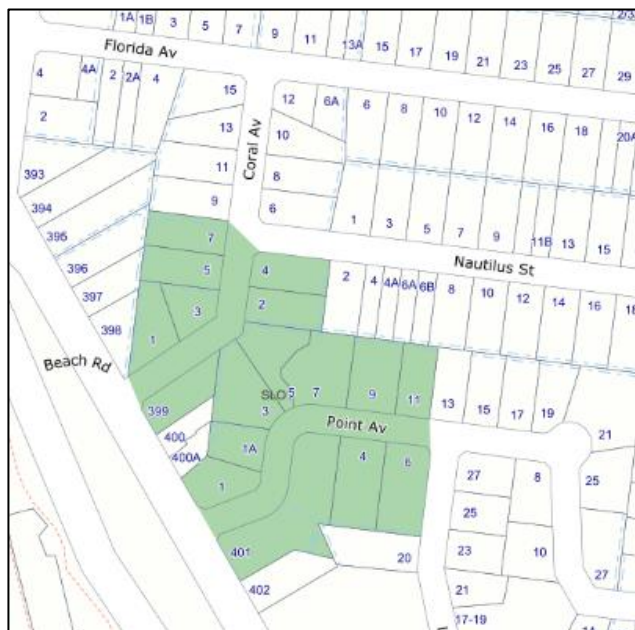 1A 1B 3 5 7 9 11 13A 15 17 19 21 23 25 27 29
Florida Av
4 4A 2 2A 4 15 12 6A 6 8 10 12 14 16 18 20A
2 13 10
Coral Av
11 8
393 9 6 1 3 5 7 9 11B 13 15
394
395 7 Nautilus St
396 5 4 2 4 4A 6A 6B 8 10 12 14 16 18
397 3 2
398 1
Beach Rd
399 SLO 3 5 7 9 11 13 15 17 19 21
Point Av
400
400A 1A 4 6 27 8 25
1 25
401 20 23 10
402 21 27
17-19